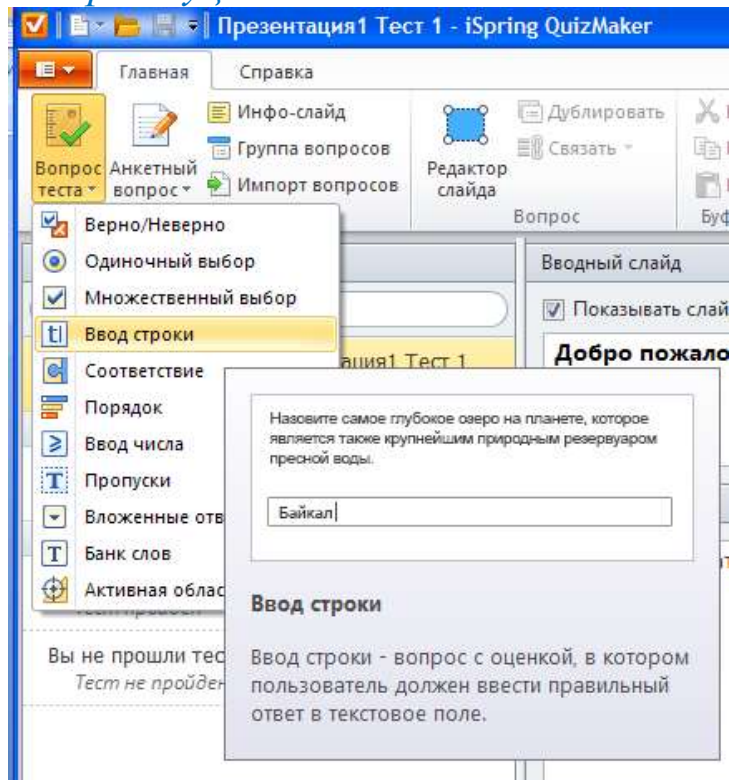 Презентация1 Тест 1 - iSpring QuizMaker
Главная Справка
Вопрос теста
Анкетный вопрос
Инфо-слайд
Группа вопросов
Импорт вопросов
Редактор слайда
Дублировать
Связать
Вопрос
Верно/Неверно
Одиночный выбор
Множественный выбор
Ввод строки
Соответствие
Порядок
Ввод числа
Пропуски
Вложенные отв
Банк слов
Активная облас
Вводный слайд
Показывать слай
Добро пожало
ация1 Тест 1
Назовите самое глубокое озеро на планете, которое
является также крупнейшим природным резервуаром
пресной воды.
Байкал
Ввод строки
Ввод строки - вопрос с оценкой, в котором
пользователь должен ввести правильный
ответ в текстовое поле.
Вы не прошли тес
Тест не пройден